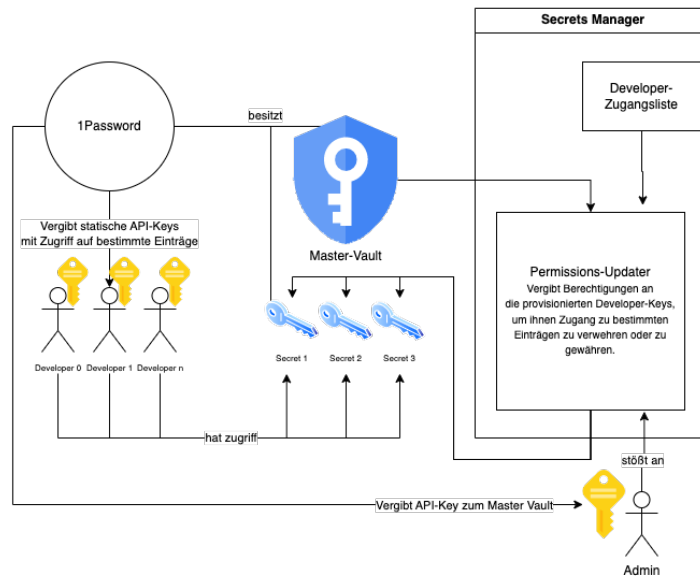 Secrets Manager
1Password
besitzt
Developer-
Zugangsliste
Vergibt statische API-Keys
mit Zugriff auf bestimmte Einträge
Master-Vault
Permissions-Updater
Vergibt Berechtigungen an
die provisionierten Developer-Keys,
um ihnen Zugang zu bestimmten
Einträgen zu verwehren oder zu
gewähren.
Developer 0
Developer 1
Developer n
Secret 1
Secret 2
Secret 3
hat zugriff
stößt an
Vergibt API-Key zum Master Vault
Admin